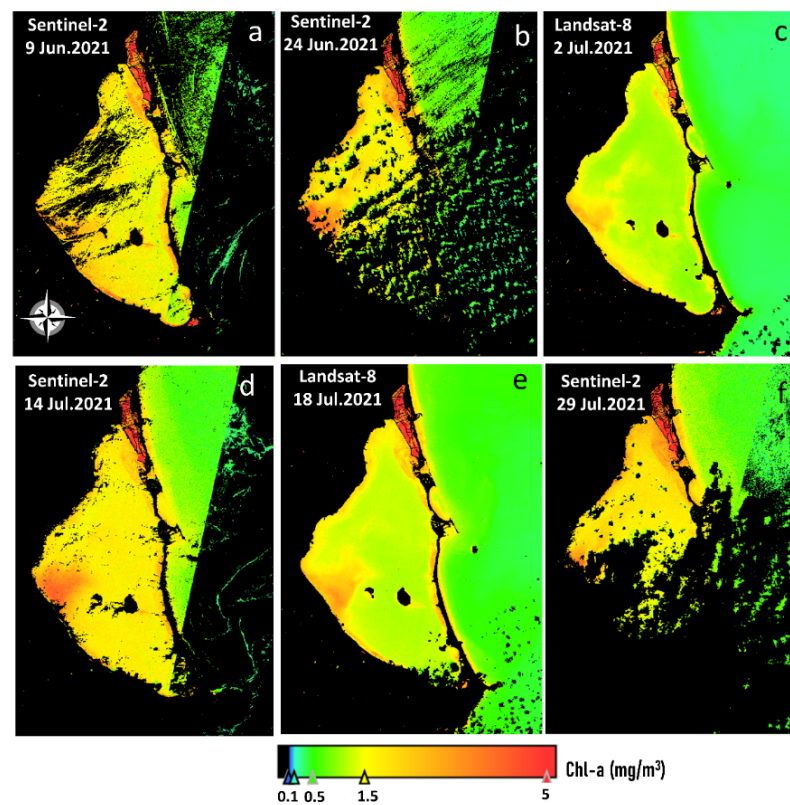 Sentinel-2
9 Jun.2021
a
Sentinel-2
24 Jun.2021
b
Landsat-8
2 Jul.2021
c
Sentinel-2
14 Jul.2021
d
Landsat-8
18 Jul.2021
e
Sentinel-2
29 Jul.2021
f
0.1 0.5 1.5 5
Chl-a (mg/m³)